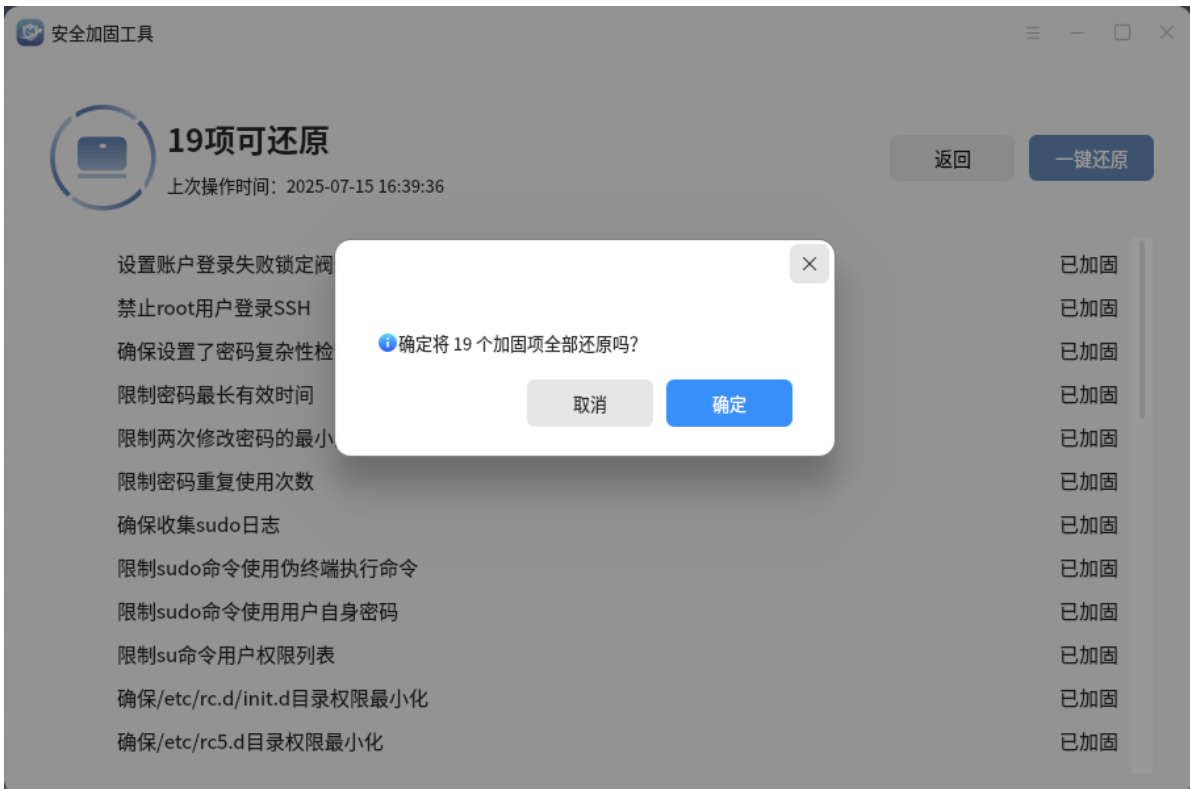 安全加固工具
19项可还原
上次操作时间：2025-07-15 16:39:36
返回
一键还原
设置账户登录失败锁定阀
已加固
禁止root用户登录SSH
已加固
确保设置了密码复杂性检
已加固
限制密码最长有效时间
已加固
限制两次修改密码的最小
已加固
限制密码重复使用次数
已加固
确保收集sudo日志
已加固
限制sudo命令使用伪终端执行命令
已加固
限制sudo命令使用用户自身密码
已加固
限制su命令用户权限列表
已加固
确保/etc/rc.d/init.d目录权限最小化
已加固
确保/etc/rc5.d目录权限最小化
已加固
确定将 19 个加固项全部还原吗?
取消
确定